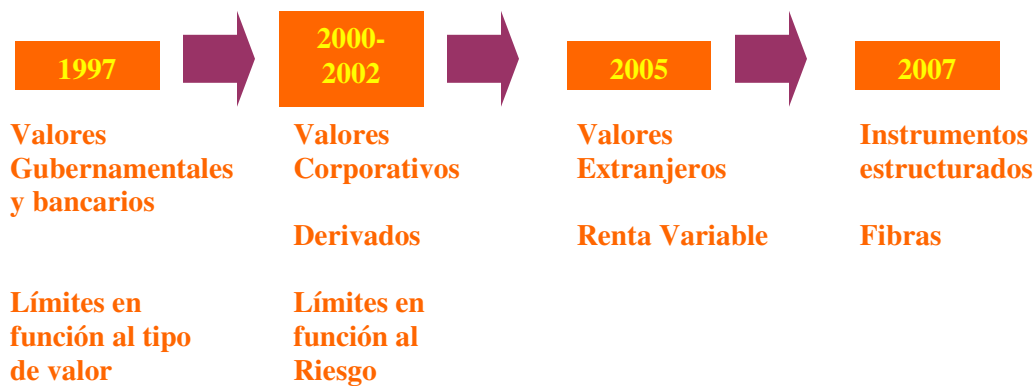 1997
2000-
2002
2005
2007
Valores
Gubernamentales
y bancarios
Límites en
función al tipo
de valor
Valores
Corporativos
Derivados
Límites en
función al
Riesgo
Valores
Extranjeros
Renta Variable
Instrumentos
estructurados
Fibras